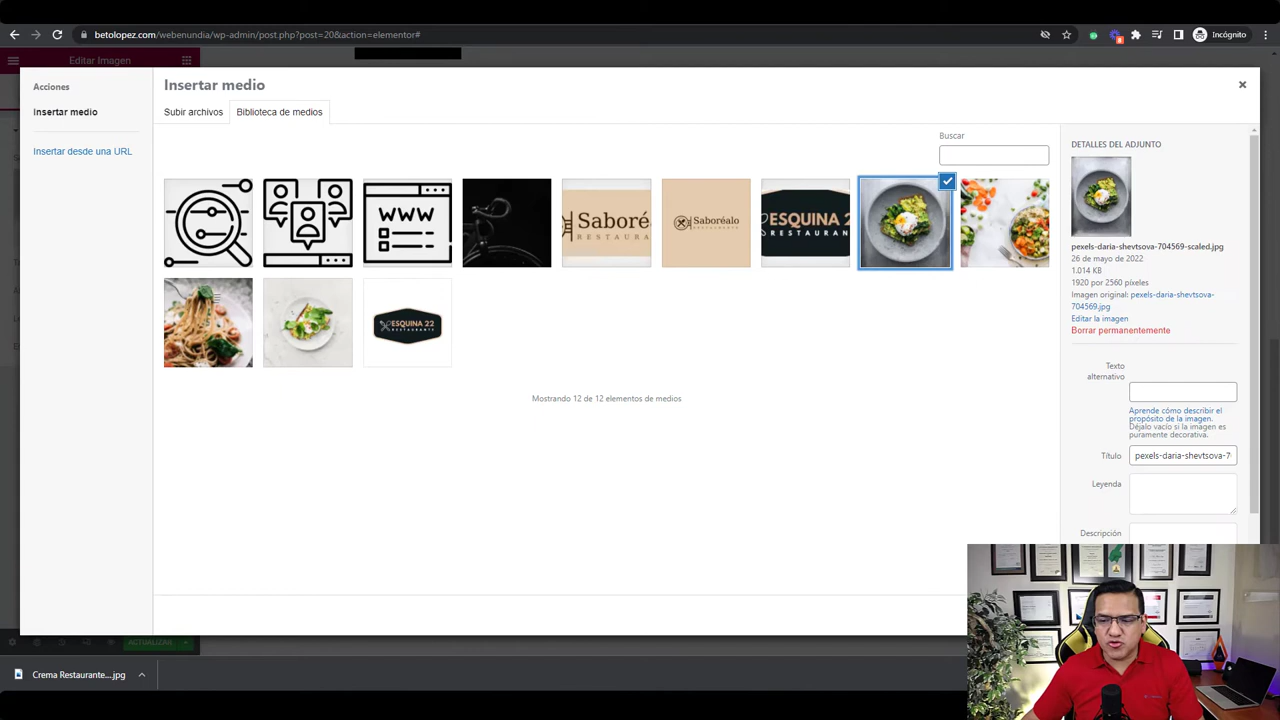 betolopez.com/webenundia/wp-admin/post.php?post=20&action=elementor#
Incógnito
Editar Imagen
Acciones
Insertar medio
Insertar desde una URL
Insertar medio
Subir archivos
Biblioteca de medios
Buscar
WWW
Saboré
RESTAURA
Saboréalo
RESTAURANTE
ESQUINA 2
RESTAURAN
ESQUINA 22
RESTAURANTE
Mostrando 12 de 12 elementos de medios
DETALLES DEL ADJUNTO
pexels-daria-shevtsova-704569-scaled.jpg
26 de mayo de 2022
1.014 KB
1920 por 2560 píxeles
Imagen original: pexels-daria-shevtsova-
704569.jpg
Editar la imagen
Borrar permanentemente
Texto
alternativo
Aprende cómo describir el
propósito de la imagen.
Déjalo vacío si la imagen es
puramente decorativa.
Título
pexels-daria-shevtsova-7
Leyenda
Descripción
ACTUALIZAR
Crema Restaurante....jpg